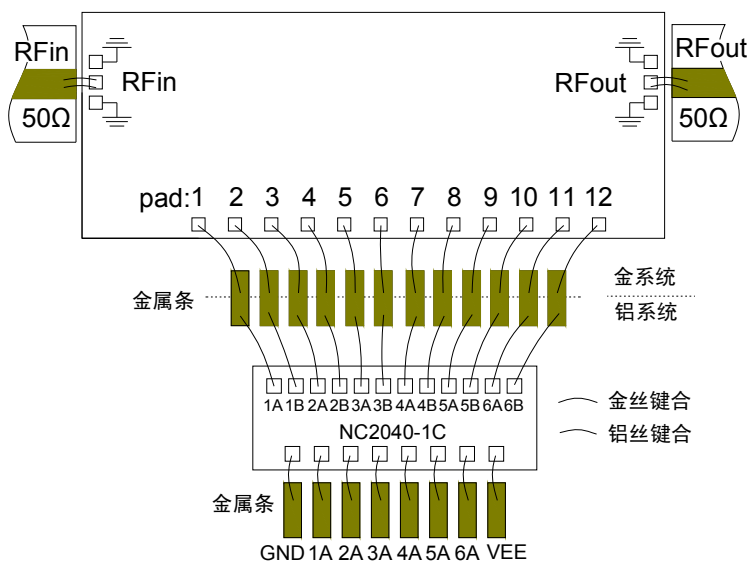 RFin
RFin
50Ω
RFout
RFout
50Ω
pad:1 2 3 4 5 6 7 8 9 10 11 12
金属条
金系统
铝系统
1A 1B 2A 2B 3A 3B 4A 4B 5A 5B 6A 6B
NC2040-1C
金丝键合
铝丝键合
金属条
GND 1A 2A 3A 4A 5A 6A VEE